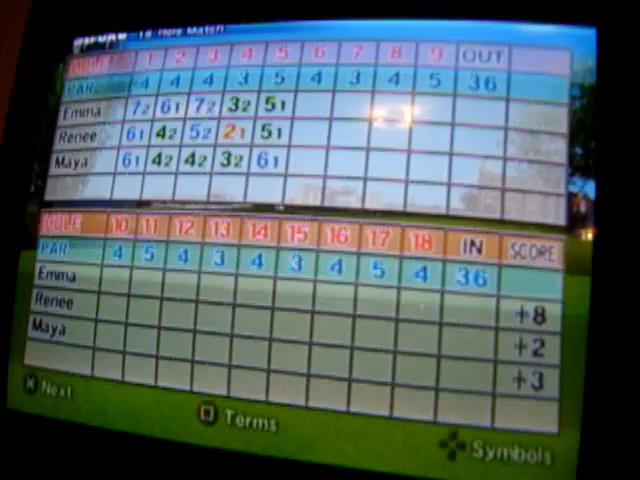 18 Hole Match
HOLE 1 2 3 4 5 6 7 8 9 OUT
PAR 4 4 4 3 5 4 3 4 5 36
Emma 72 61 72 32 51
Renee 61 42 52 21 51
Maya 61 42 42 32 61
HOLE 10 11 12 13 14 15 16 17 18 IN SCORE
PAR 4 5 4 3 4 3 4 5 4 36
Emma +8
Renee +2
Maya +3
X Next
Terms
Symbols